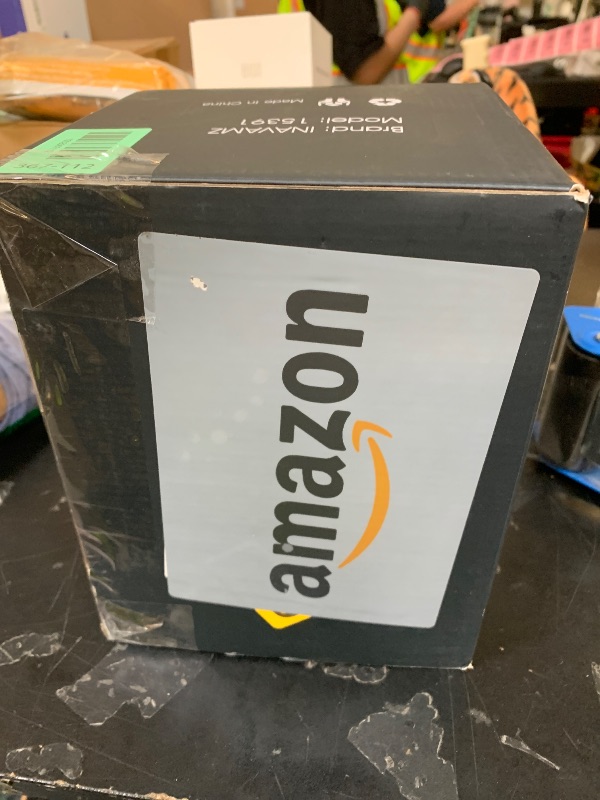 Brand: INAVAMZ
Model: 15391
Made in China
amazon